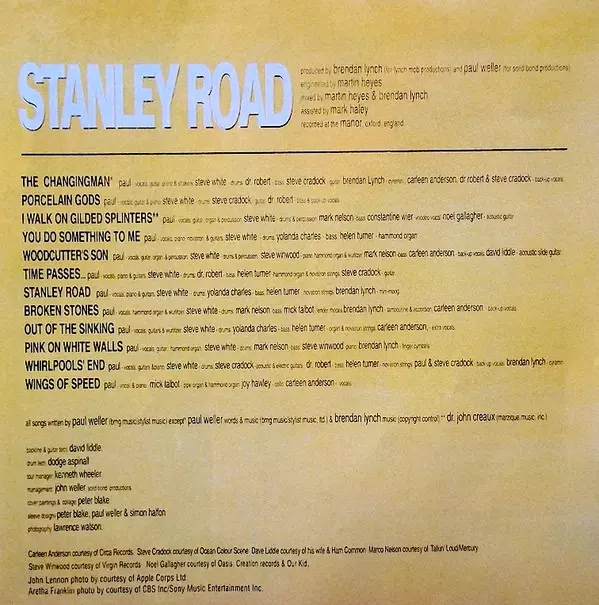 STANLEY ROAD
produced by brendan lynch (for lynch mob productions) and paul weller (for solid bond productions)
engineered by martin heyes
mixed by martin heyes & brendan lynch
assisted by mark haley
recorded at the manor, oxford, england.
THE CHANGINGMAN* paul - vocals, guitar, piano & steve white - drums dr. robert - bass steve cradock - guitar brendan Lynch - carleen anderson, dr robert & steve cradock - back-up vocals
PORCELAIN GODS paul - vocals, guitar & piano steve white - drums steve cradock - guitar dr. robert - bass & back-up vocals
I WALK ON GILDED SPLINTERS** paul - vocals, guitar, organ & percussion steve white - drums & percussion mark nelson - bass constantine wier - vocal noel gallagher - acoustic guitar
YOU DO SOMETHING TO ME paul - vocals, piano & guitars steve white - drums yolanda charles - bass helen turner - hammond organ
WOODCUTTER'S SON paul - vocals, guitar, organ & percussion steve white - drums & percussion, steve winwood - piano, hammond organ & wurlitzer mark nelson - bass carleen anderson - back-up vocals david liddle - acoustic slide guitar
TIME PASSES... paul - vocals, piano & guitars steve white - drums, dr. robert - bass, helen turner - hammond organ & strings steve cradock - guitar
STANLEY ROAD paul - vocals, piano & guitars steve white - drums yolanda charles - bass helen turner - strings brendan lynch - mini-moog
BROKEN STONES paul - vocals, hammond organ & wurlitzer steve white - drums, mark nelson - bass mick talbot - fender rhodes brendan lynch - tambourine & carleen anderson - back-up vocals
OUT OF THE SINKING paul - vocals, guitars & wurlitzer steve white - drums yolanda charles - bass helen turner - organ & strings carleen anderson - extra vocals
PINK ON WHITE WALLS paul - vocals, guitar, hammond organ steve white - drums mark nelson - bass steve winwood piano brendan lynch - finger cymbals
WHIRLPOOLS' END paul - vocals, guitars & piano steve white - drums steve cradock - acoustic & electric guitars dr. robert - bass helen turner - strings paul & steve cradock - back-up vocals brendan lynch -
WINGS OF SPEED paul - vocals & piano mick talbot - pipe organ & hammond organ joy hawley - cello carleen anderson - vocals
all songs written by paul weller (bmg music/stylist music) except* paul weller words & music (bmg music/stylist music, ltd.) & brendan lynch music (copyright control) ** dr. john creaux (marzique music, inc.)
backline & guitar tech: david liddle.
drum tech: dodge aspinall
tour manager: kenneth wheeler
management: john weller solid bond productions
cover paintings & collage: peter blake
sleeve design: peter blake, paul weller & simon halfon
photography: lawrence watson.
Carleen Anderson courtesy of Circa Records. Steve Cradock courtesy of Ocean Colour Scene Dave Liddle courtesy of his wife & Ham Common Marco Nelson courtesy of Talkin' Loud/Mercury
Steve Winwood courtesy of Virgin Records Noel Gallagher courtesy of Oasis. Creation records & Our Kid.
John Lennon photo by courtesy of Apple Corps Ltd
Aretha Franklin photo by courtesy of CBS Inc/Sony Music Entertainment Inc.